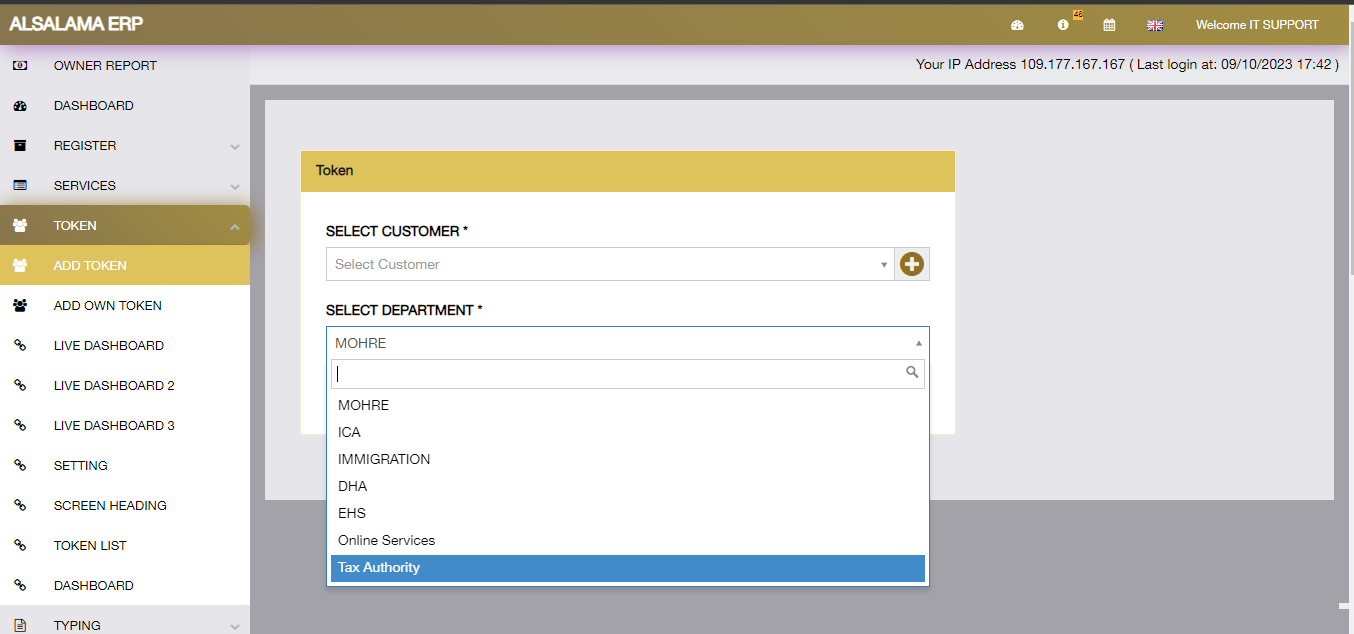 ALSALAMA ERP
46
Welcome IT SUPPORT
Your IP Address 109.177.167.167 ( Last login at: 09/10/2023 17:42 )
OWNER REPORT
DASHBOARD
REGISTER
SERVICES
TOKEN
ADD TOKEN
ADD OWN TOKEN
LIVE DASHBOARD
LIVE DASHBOARD 2
LIVE DASHBOARD 3
SETTING
SCREEN HEADING
TOKEN LIST
DASHBOARD
TYPING
Token
SELECT CUSTOMER *
Select Customer
SELECT DEPARTMENT *
MOHRE
MOHRE
ICA
IMMIGRATION
DHA
EHS
Online Services
Tax Authority